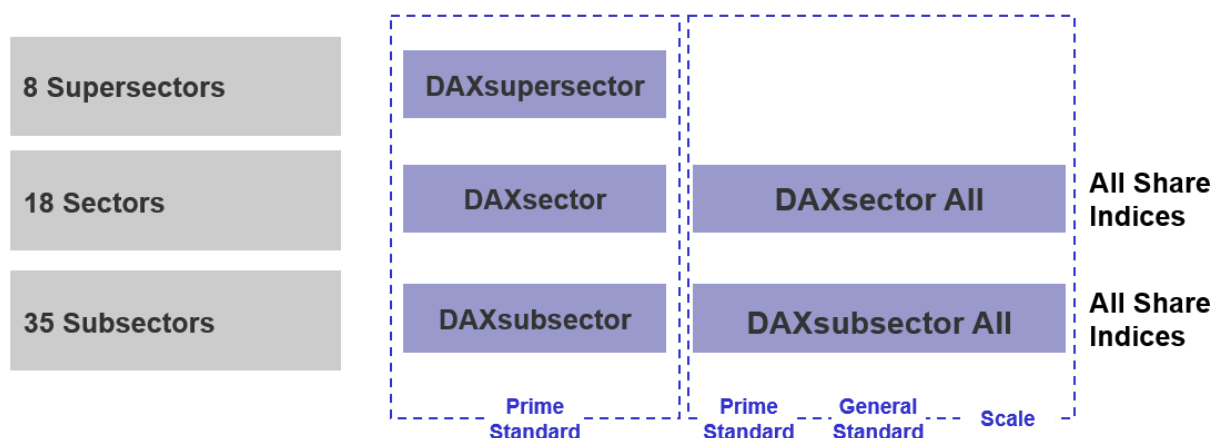 8 Supersectors
DAXsupersector
18 Sectors
DAXsector
DAXsector All
All Share
Indices
35 Subsectors
DAXsubsector
DAXsubsector All
All Share
Indices
Prime
Standard
Prime
Standard
General
Standard
Scale